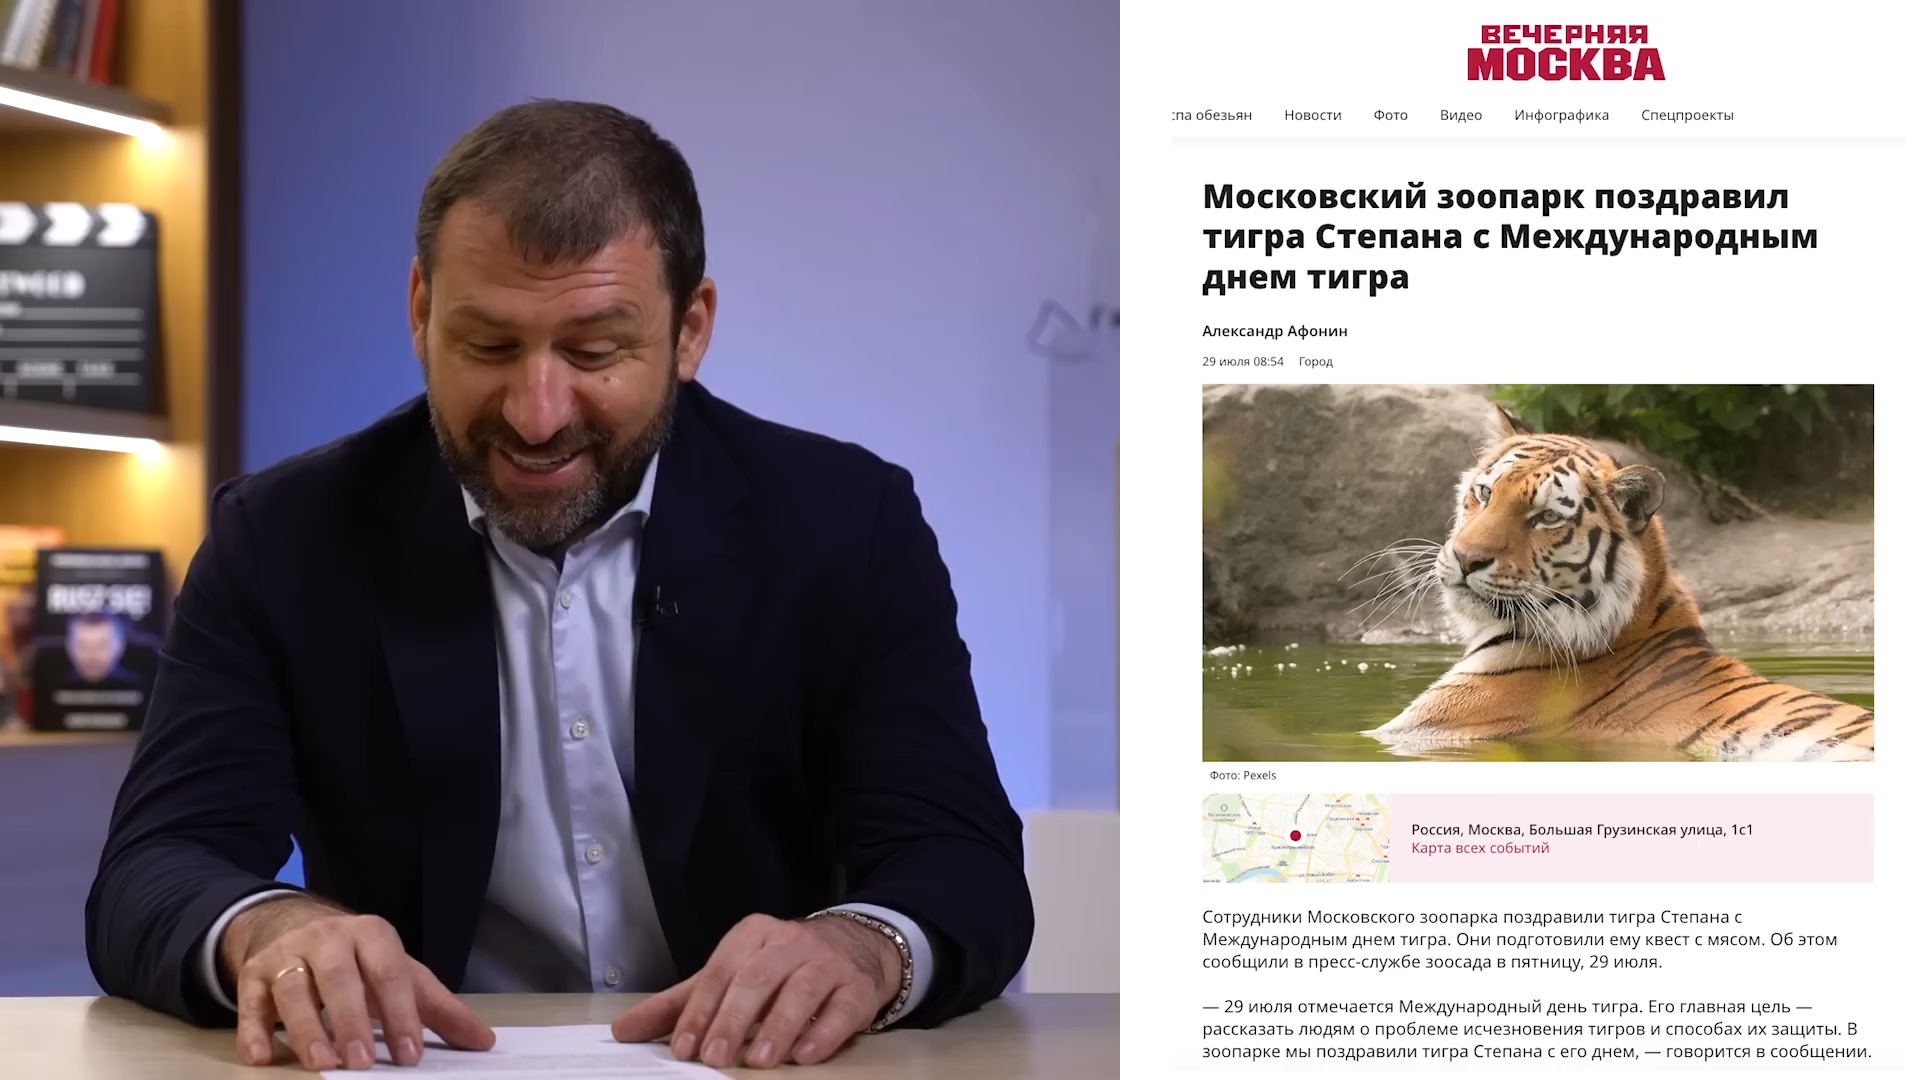 ВЕЧЕРНЯЯ
МОСКВА
спа обезьян Новости Фото Видео Инфографика Спецпроекты
Московский зоопарк поздравил
тигра Степана с Международным
днем тигра
Александр Афонин
29 июля 08:54 Город
Фото: Pexels
Россия, Москва, Большая Грузинская улица, 1с1
Карта всех событий
Сотрудники Московского зоопарка поздравили тигра Степана с
Международным днем тигра. Они подготовили ему квест с мясом. Об этом
сообщили в пресс-службе зоосада в пятницу, 29 июля.
— 29 июля отмечается Международный день тигра. Его главная цель —
рассказать людям о проблеме исчезновения тигров и способах их защиты. В
зоопарке мы поздравили тигра Степана с его днем, — говорится в сообщении.